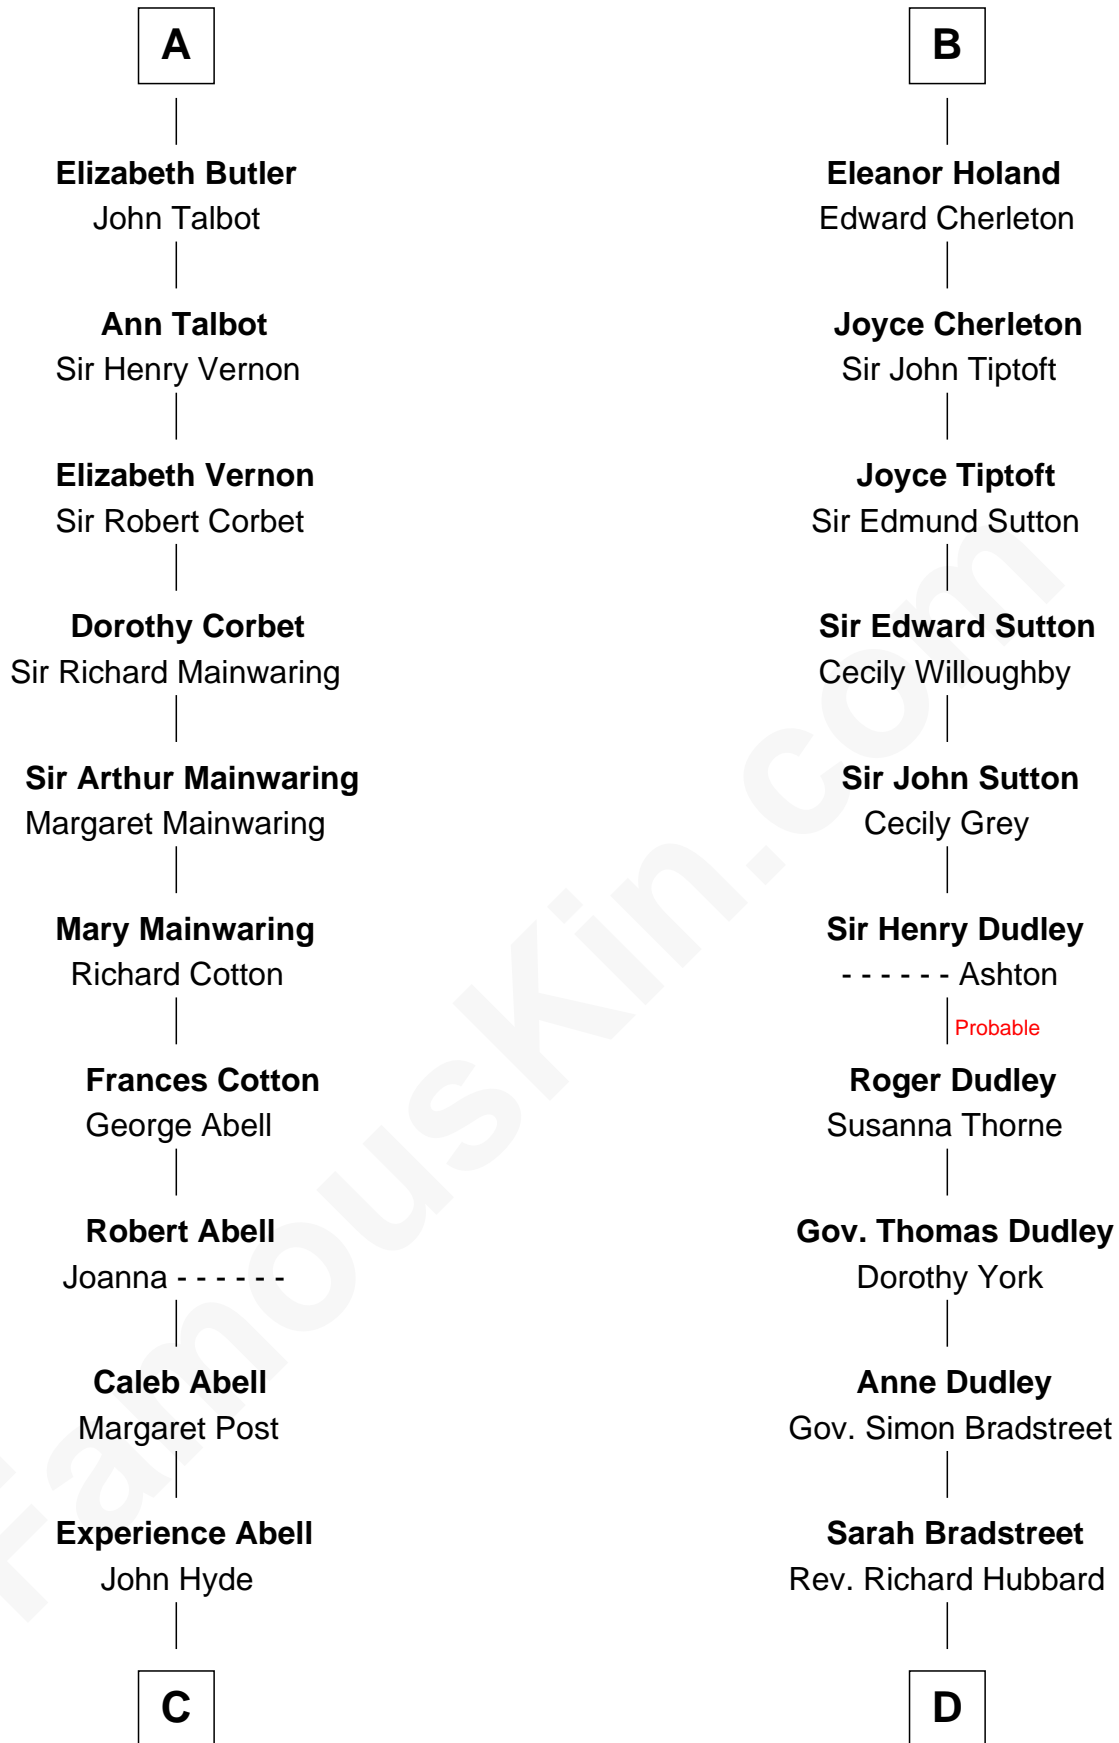 A
Elizabeth Butler
John Talbot
Ann Talbot
Sir Henry Vernon
Elizabeth Vernon
Sir Robert Corbet
Dorothy Corbet
Sir Richard Mainwaring
Sir Arthur Mainwaring
Margaret Mainwaring
Mary Mainwaring
Richard Cotton
Frances Cotton
George Abell
Robert Abell
Joanna - - - - - -
Caleb Abell
Margaret Post
Experience Abell
John Hyde
C
B
Eleanor Holand
Edward Cherleton
Joyce Cherleton
Sir John Tiptoft
Joyce Tiptoft
Sir Edmund Sutton
Sir Edward Sutton
Cecily Willoughby
Sir John Sutton
Cecily Grey
Sir Henry Dudley
- - - - - - Ashton
Probable
Roger Dudley
Susanna Thorne
Gov. Thomas Dudley
Dorothy York
Anne Dudley
Gov. Simon Bradstreet
Sarah Bradstreet
Rev. Richard Hubbard
D
FamousKin.com